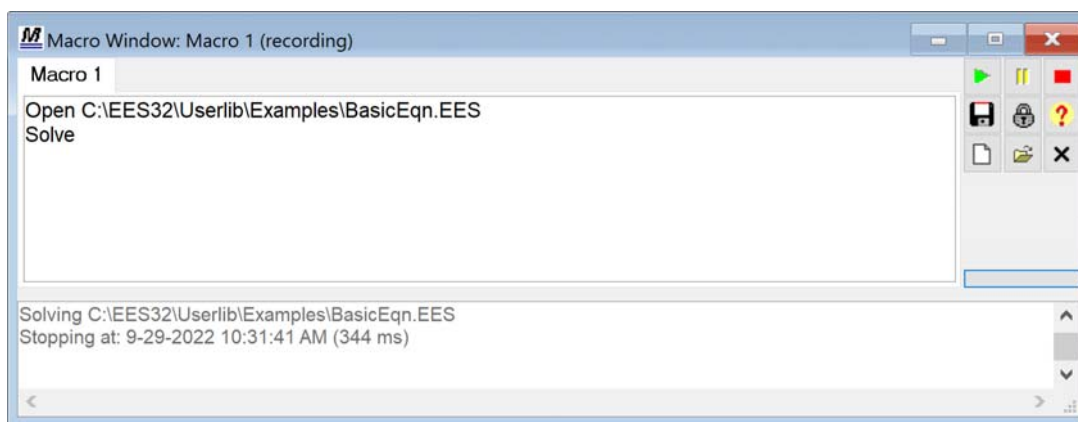 Macro Window: Macro 1 (recording)
Macro 1
Open C:\EES32\Userlib\Examples\BasicEqn.EES
Solve
Solving C:\EES32\Userlib\Examples\BasicEqn.EES
Stopping at: 9-29-2022 10:31:41 AM (344 ms)